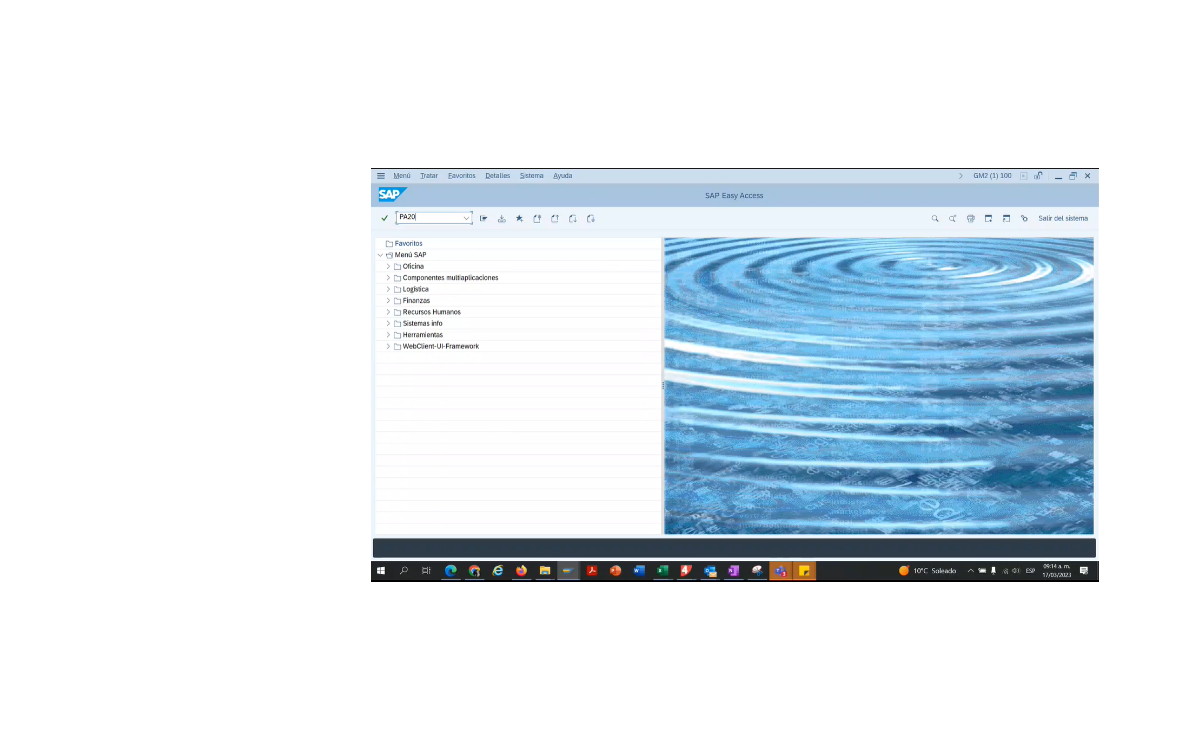 Menú Tratar Favoritos Detalles Sistema Ayuda GM2 (1) 100
SAP SAP Easy Access
PA20 Salir del sistema
Favoritos
Menú SAP
Oficina
Componentes multiaplicaciones
Logística
Finanzas
Recursos Humanos
Sistemas info
Herramientas
WebClient-UI-Framework
10°C Soleado ESP 09:14 a. m.
17/03/2023